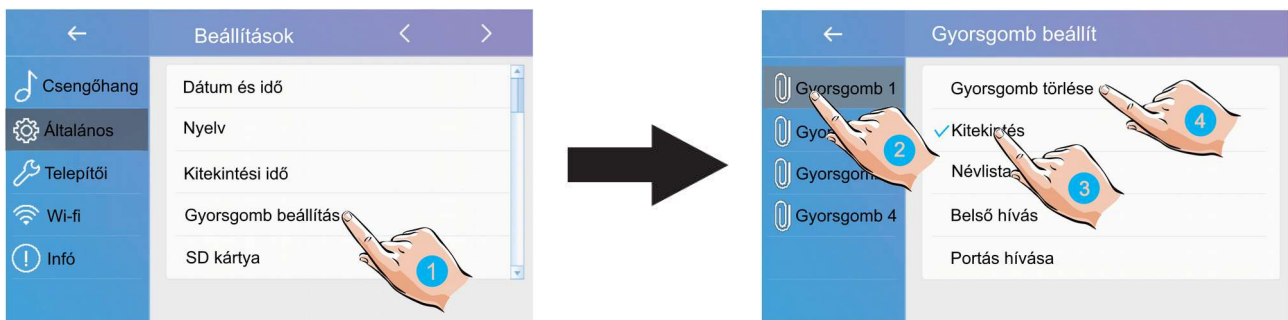 Beállítások
Csengőhang
Általános
Telepítői
Wi-fi
Infó
Dátum és idő
Nyelv
Kitekintési idő
Gyorsgomb beállítás
SD kártya
1
Gyorsgomb beállít
Gyorsgomb 1
Gyorsgomb 4
2
Gyorsgomb törlése
Kitekintés
Névlista
Belső hívás
Portás hívása
3
4